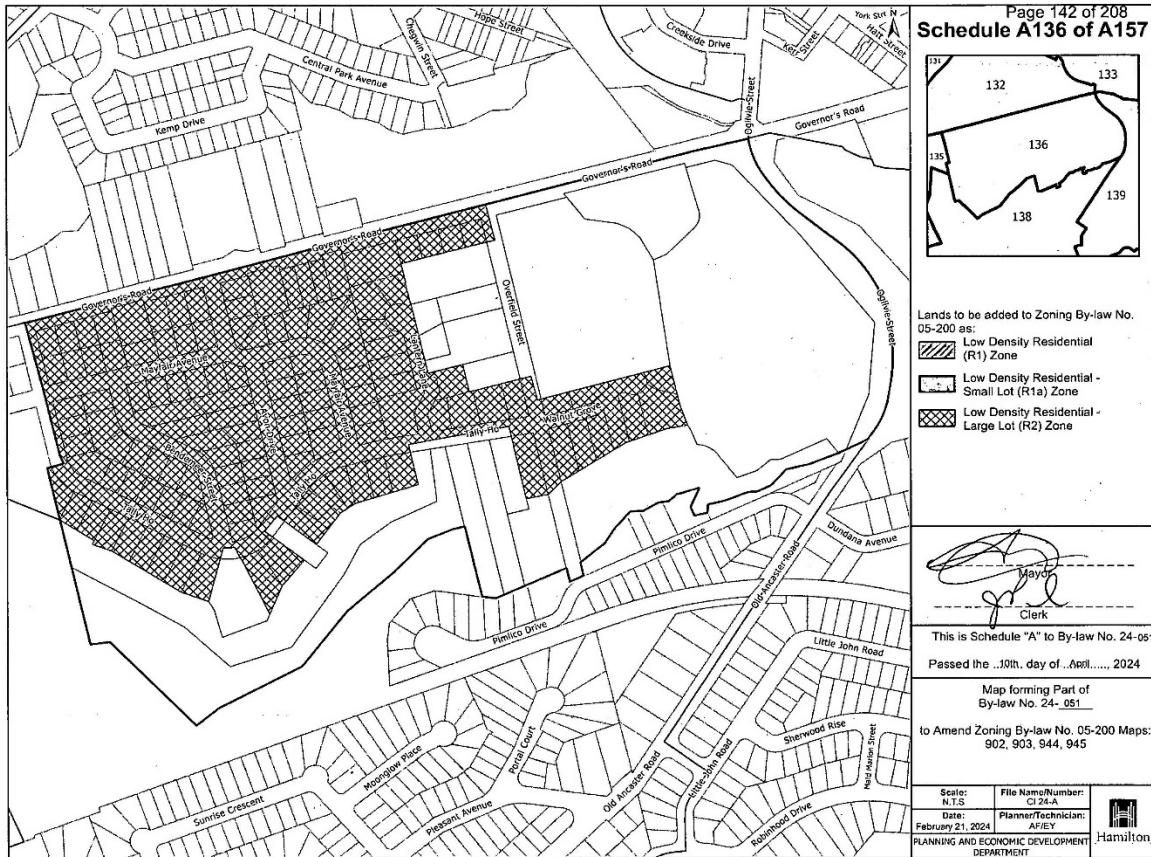 Page 142 of 208
Schedule A136 of A157
131
132
133
135
136
138
139
Lands to be added to Zoning By-law No.
05-200 as:
Low Density Residential
(R1) Zone
Low Density Residential -
Small Lot (R1a) Zone
Low Density Residential -
Large Lot (R2) Zone
Mayor
Clerk
This is Schedule "A" to By-law No. 24-051
Passed the ..10th. day of ..April....., 2024
Map forming Part of
By-law No. 24- 051
to Amend Zoning By-law No. 05-200 Maps:
902, 903, 944, 945
Scale:
N.T.S
File Name/Number:
CI 24-A
Date:
February 21, 2024
Planner/Technician:
AF/EY
PLANNING AND ECONOMIC DEVELOPMENT
DEPARTMENT
Hamilton
Hope Street
Chegwin Street
Central Park Avenue
Kemp Drive
Creekside Drive
Kerr Street
York Stre
N
Hatt Street
Ogilvie Street
Governor's Road
Governor's Road
Governor's Road
Governor's Road
Overfield Street
Ogilvie Street
Mayfair Avenue
Lantern Lane
Avon Drive
Tally Ho
Tally Ho
Tally Ho
Walnut Grove
Pimlico Drive
Dundana Avenue
Old Ancaster Road
Pimlico Drive
Little John Road
Sherwood Rise
Maid Marion Street
Portal Court
Moonglow Place
Sunrise Crescent
Pleasant Avenue
Old Ancaster Road
Little John Road
Robinhood Drive